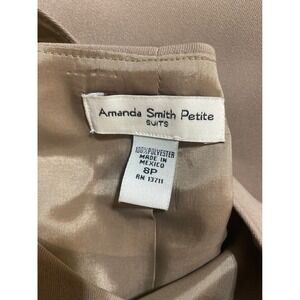 Amanda Smith Petite
SUITS
100% POLYESTER
MADE IN
MEXICO
8P
RN 13711